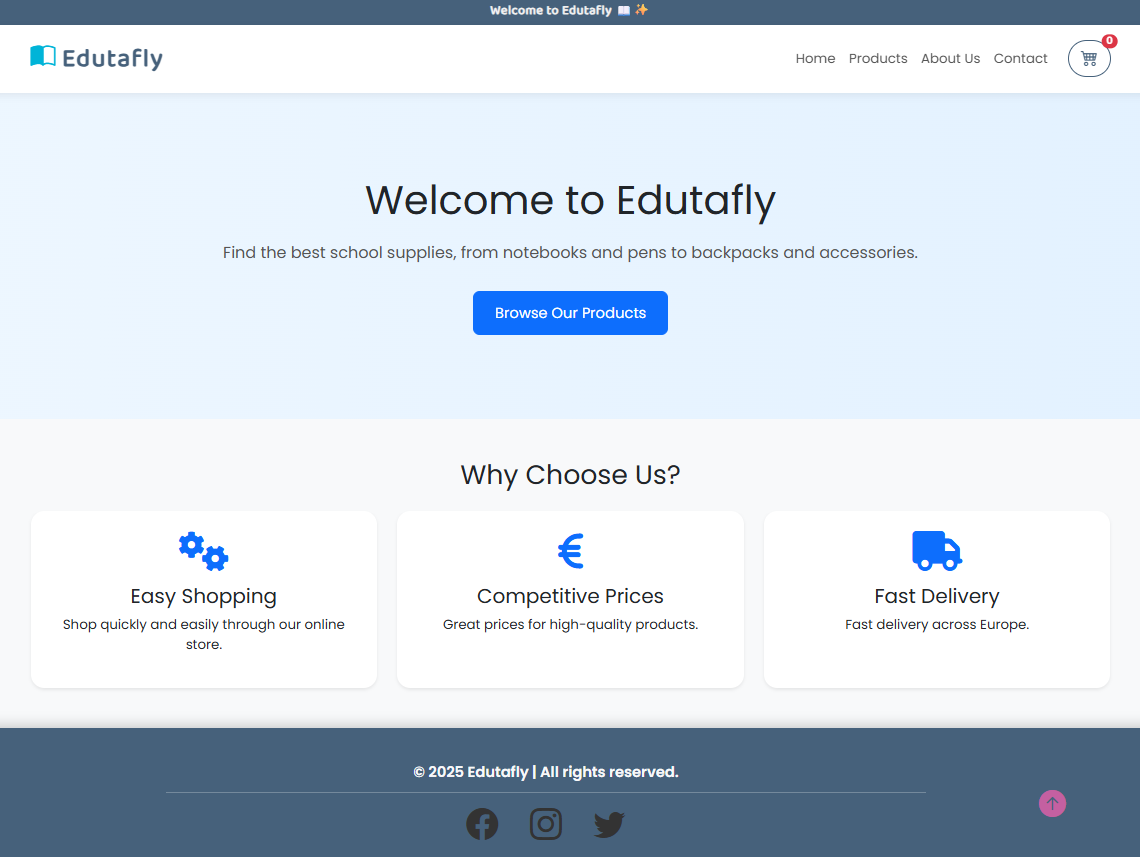 Welcome to Edutafly 📖 ✨
Edutafly
Home Products About Us Contact
0
Welcome to Edutafly
Find the best school supplies, from notebooks and pens to backpacks and accessories.
Browse Our Products
Why Choose Us?
Easy Shopping
Shop quickly and easily through our online
store.
Competitive Prices
Great prices for high-quality products.
Fast Delivery
Fast delivery across Europe.
© 2025 Edutafly | All rights reserved.